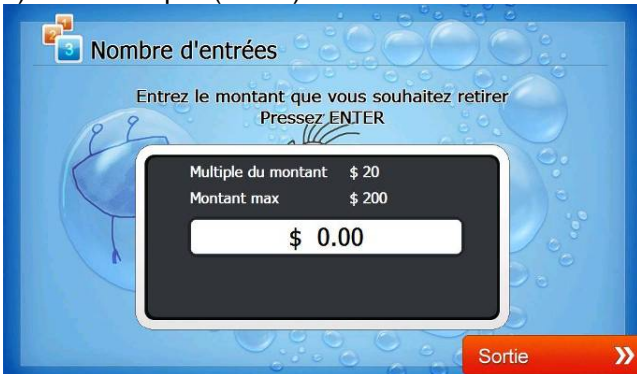 Nombre d'entrées
Entrez le montant que vous souhaitez retirer
Pressez ENTER
Multiple du montant $ 20
Montant max $ 200
$ 0.00
Sortie